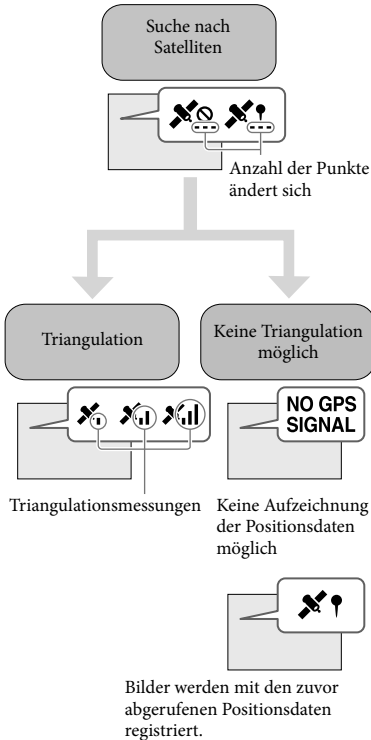 Suche nach
Satelliten
Anzahl der Punkte
ändert sich
Triangulation
Keine Triangulation
möglich
NO GPS
SIGNAL
Triangulationsmessungen
Keine Aufzeichnung
der Positionsdaten
möglich
Bilder werden mit den zuvor
abgerufenen Positionsdaten
registriert.